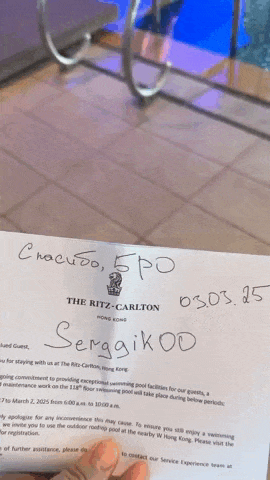 Спасибо, БРО
THE RITZ-CARLTON
HONG KONG
03.03.25
SerggikOO
Guest,
for staying with us at The Ritz-Carlton, Hong Kong.
going commitment to providing exceptional swimming pool facilities for our guests, a
maintenance work on the 118th floor swimming pool will take place during below periods:
to March 2, 2025 from 6:00 a.m. to 10:00 a.m.
apologize for any inconvenience this may cause. To ensure you still enjoy a swimming
we invite you to use the outdoor rooftop pool at the nearby W Hong Kong. Please visit the
for registration.
of further assistance, please do to contact our Service Experience team at